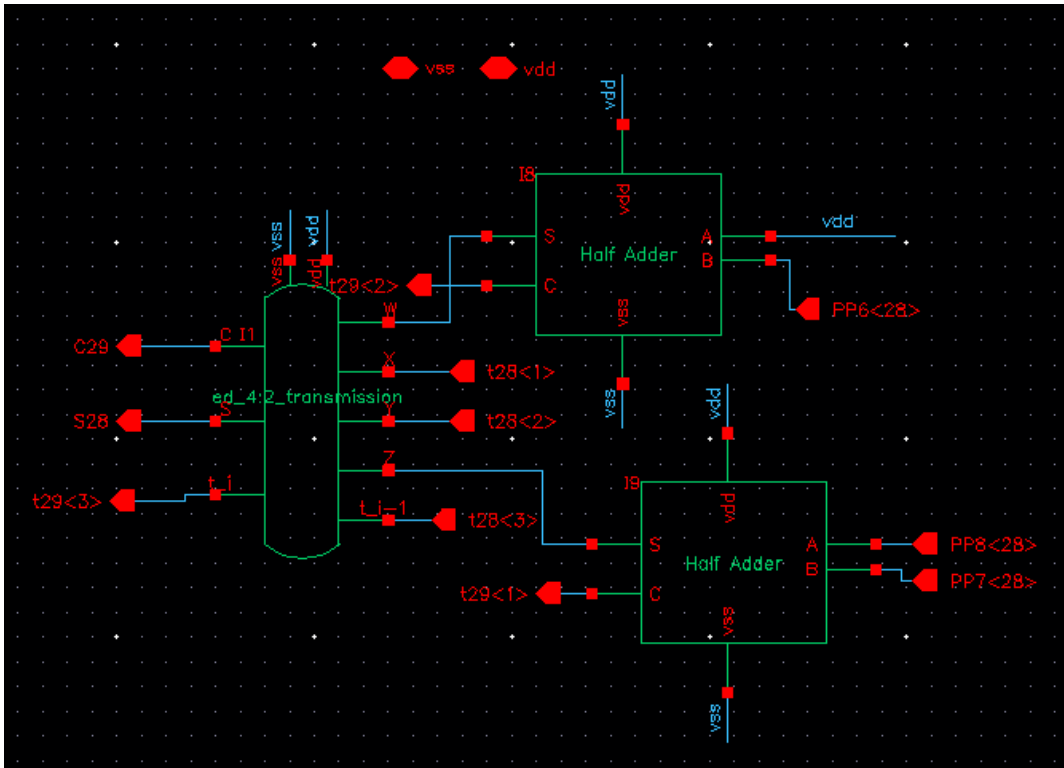 vss vdd
vdd
I8
vdd
vdd
vss
vdd
S
A
Half Adder
B
vss
vdd
t29<2>
C
PP6<28>
W
vss
C29
C
I1
X
t28<1>
vss
vdd
ed_4:2_transmission
S28
S
Y
t28<2>
Z
I9
vdd
t29<3>
t_i
t_i-1
t28<3>
S
A
PP8<28>
Half Adder
B
PP7<28>
t29<1>
C
vss
vss